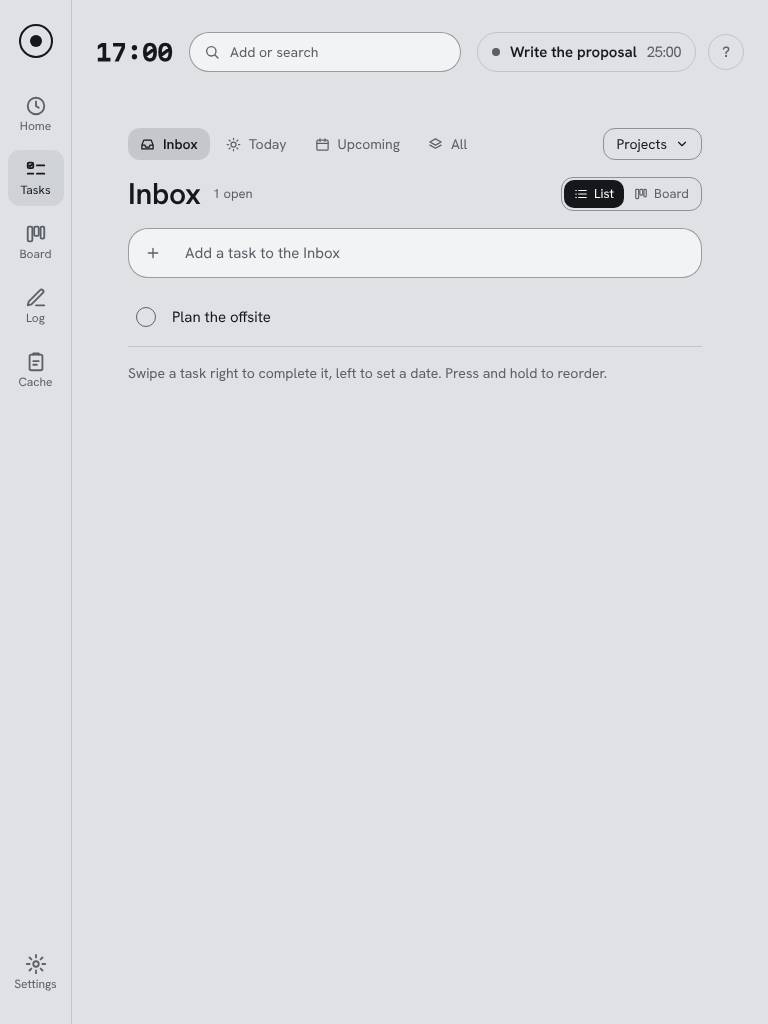 17:00
Add or search
Write the proposal 25:00
?
Home
Tasks
Board
Log
Cache
Settings
Inbox
Today
Upcoming
All
Projects
Inbox
1 open
List
Board
Add a task to the Inbox
Plan the offsite
Swipe a task right to complete it, left to set a date. Press and hold to reorder.